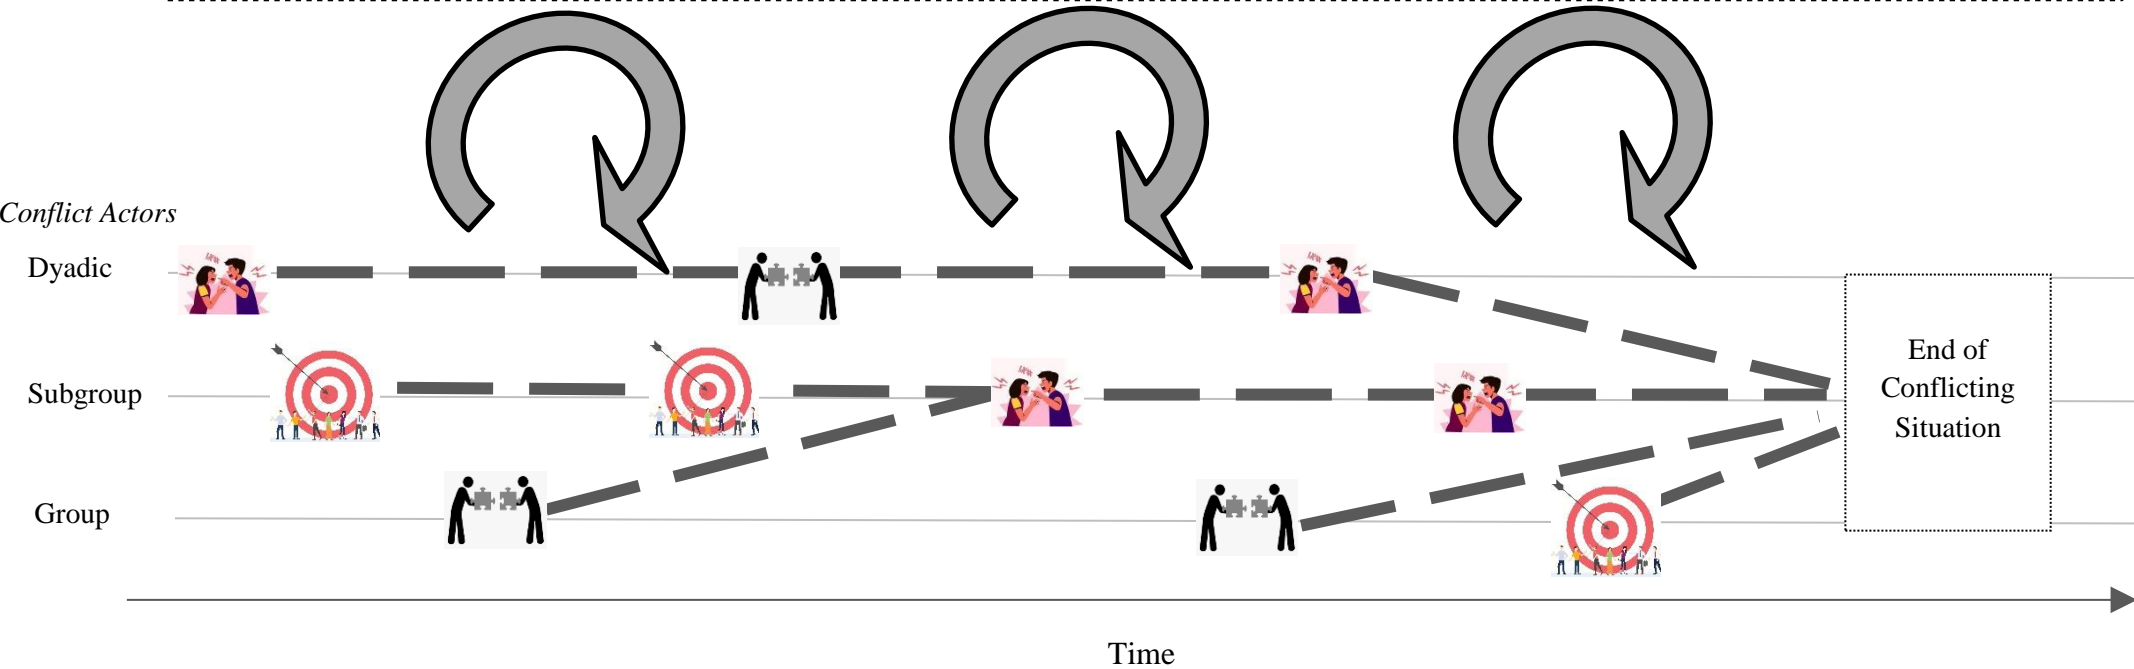 Conflict Actors
Dyadic
Subgroup
Group
End of
Conflicting
Situation
Time